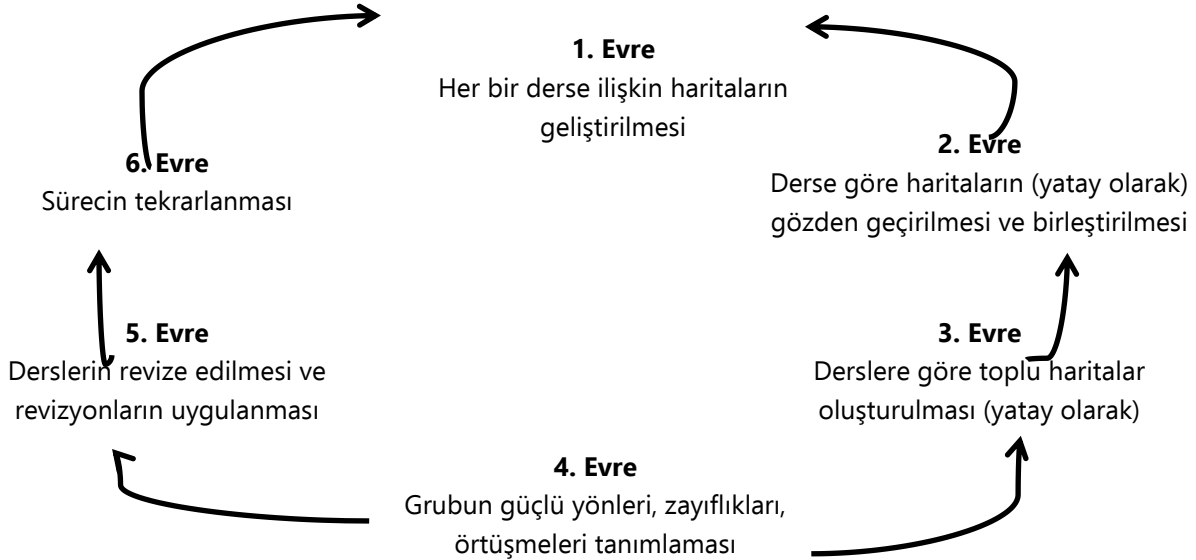 1. Evre
Her bir derse ilişkin haritaların
geliştirilmesi
2. Evre
Derse göre haritaların (yatay olarak)
gözden geçirilmesi ve birleştirilmesi
3. Evre
Derslere göre toplu haritalar
oluşturulması (yatay olarak)
4. Evre
Grubun güçlü yönleri, zayıflıkları,
örtüşmeleri tanımlaması
5. Evre
Derslerin revize edilmesi ve
revizyonların uygulanması
6. Evre
Sürecin tekrarlanması